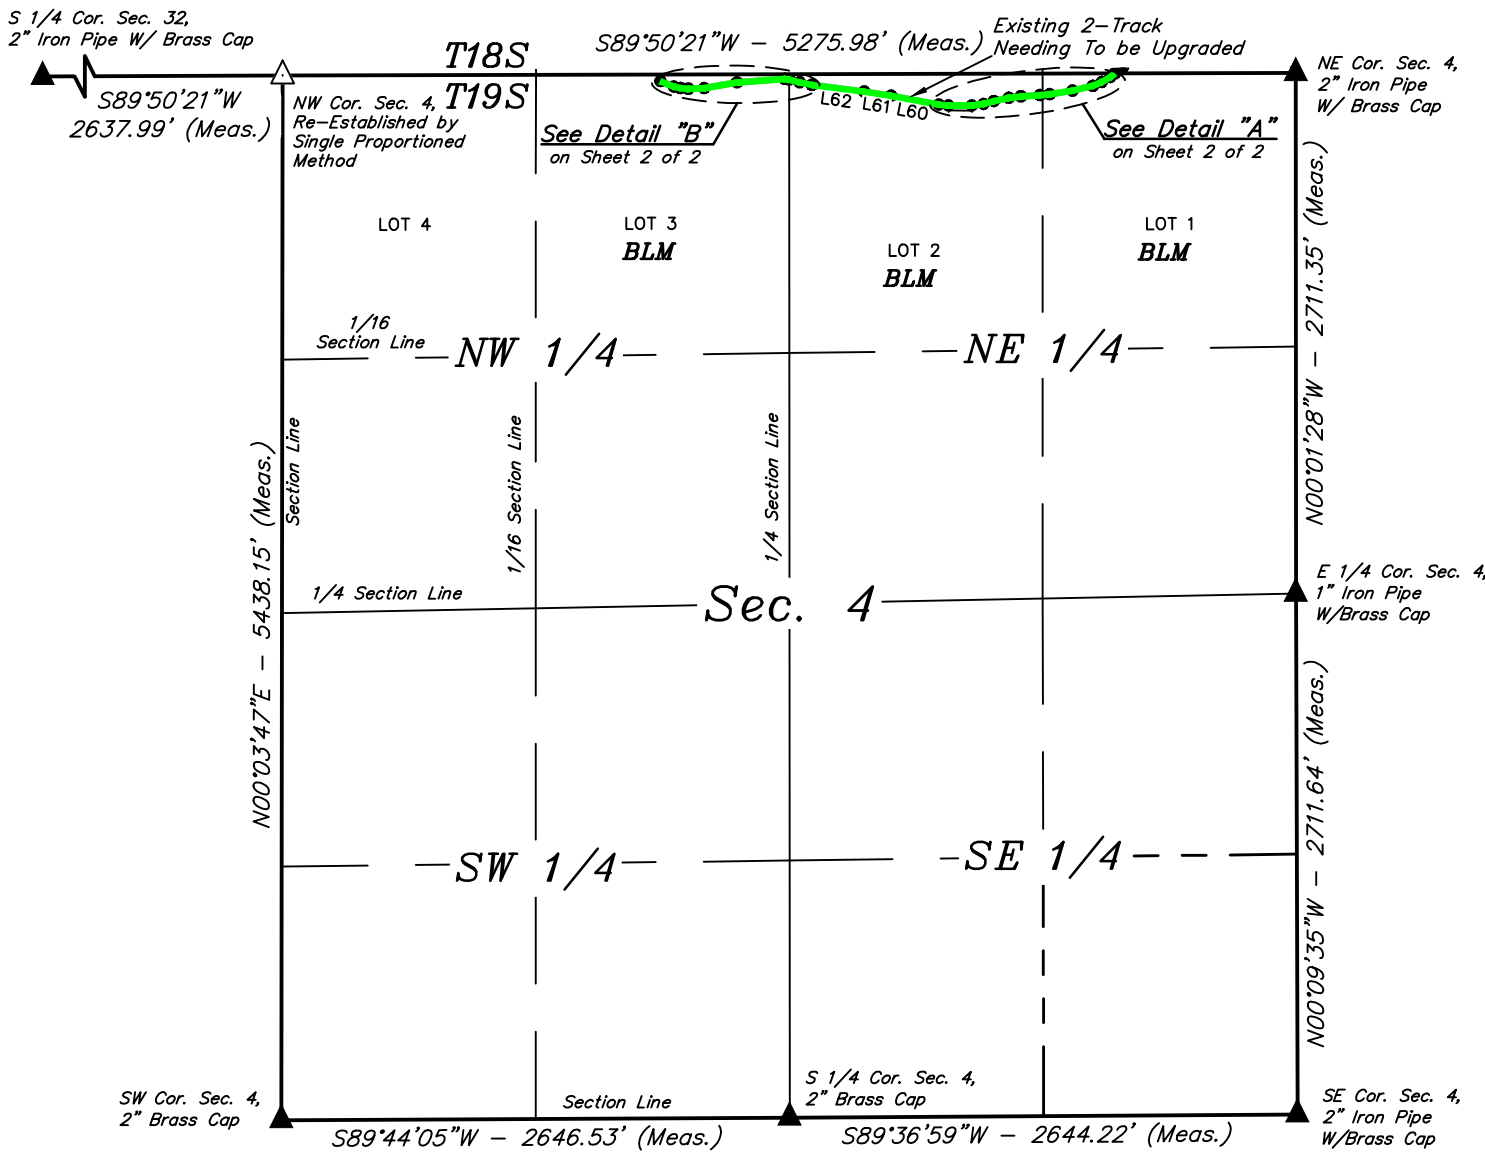 S 1/4 Cor. Sec. 32,
2" Iron Pipe W/ Brass Cap
S89°50'21"W
2637.99' (Meas.)
NW Cor. Sec. 4,
Re-Established by
Single Proportioned
Method
T18S
T19S
S89°50'21"W - 5275.98' (Meas.)
Existing 2-Track
Needing To be Upgraded
NE Cor. Sec. 4,
2" Iron Pipe
W/ Brass Cap
L62
L61
L60
See Detail "B"
on Sheet 2 of 2
See Detail "A"
on Sheet 2 of 2
LOT 4
LOT 3
BLM
LOT 2
BLM
LOT 1
BLM
N00°01'28"W - 2711.35' (Meas.)
1/16
Section Line
NW 1/4
NE 1/4
Section Line
1/16 Section Line
1/4 Section Line
N00°03'47"E - 5438.15' (Meas.)
1/4 Section Line
Sec. 4
E 1/4 Cor. Sec. 4,
1" Iron Pipe
W/Brass Cap
N00°09'35"W - 2711.64' (Meas.)
SW 1/4
SE 1/4
SW Cor. Sec. 4,
2" Brass Cap
Section Line
S 1/4 Cor. Sec. 4,
2" Brass Cap
SE Cor. Sec. 4,
2" Iron Pipe
W/Brass Cap
S89°44'05"W - 2646.53' (Meas.)
S89°36'59"W - 2644.22' (Meas.)